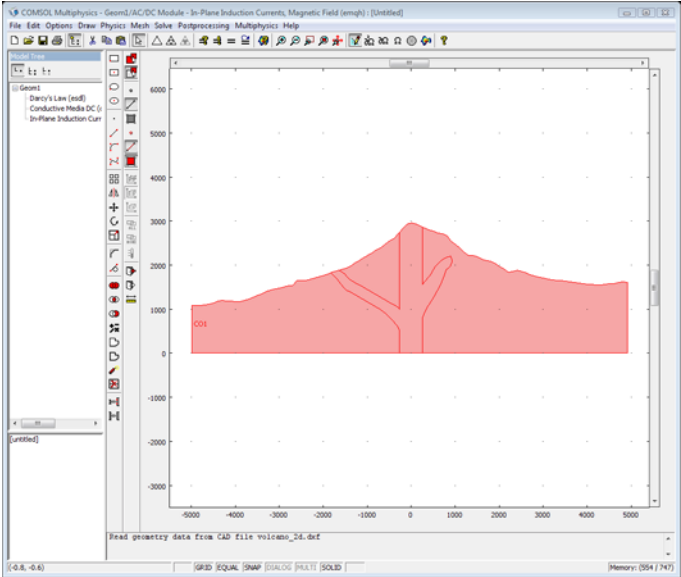 COMSOL Multiphysics - Geom1/AC/DC Module - In-Plane Induction Currents, Magnetic Field (emqh) : [Untitled]
File Edit Options Draw Physics Mesh Solve Postprocessing Multiphysics Help
Model Tree
Geom1
Darcy's Law (esdl)
Conductive Media DC (
In-Plane Induction Curr
6000
5000
4000
3000
2000
1000
0
-1000
-2000
-3000
CO1
-5000 -4000 -3000 -2000 -1000 0 1000 2000 3000 4000 5000
[untitled]
Read geometry data from CAD file volcano_2d.dxf
(-0.8, -0.6)
GRID EQUAL SNAP DIALOG MULTI SOLID
Memory: (554 / 747)